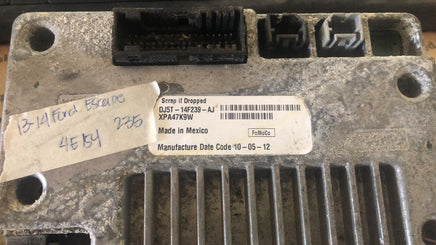 Scrap if Dropped
DJ5T-14F239-AJ
XPA47K9W
Made in Mexico
FoMoCo
Manufacture Date Code 10-05-12
13-14 Ford Escape
4E154 235